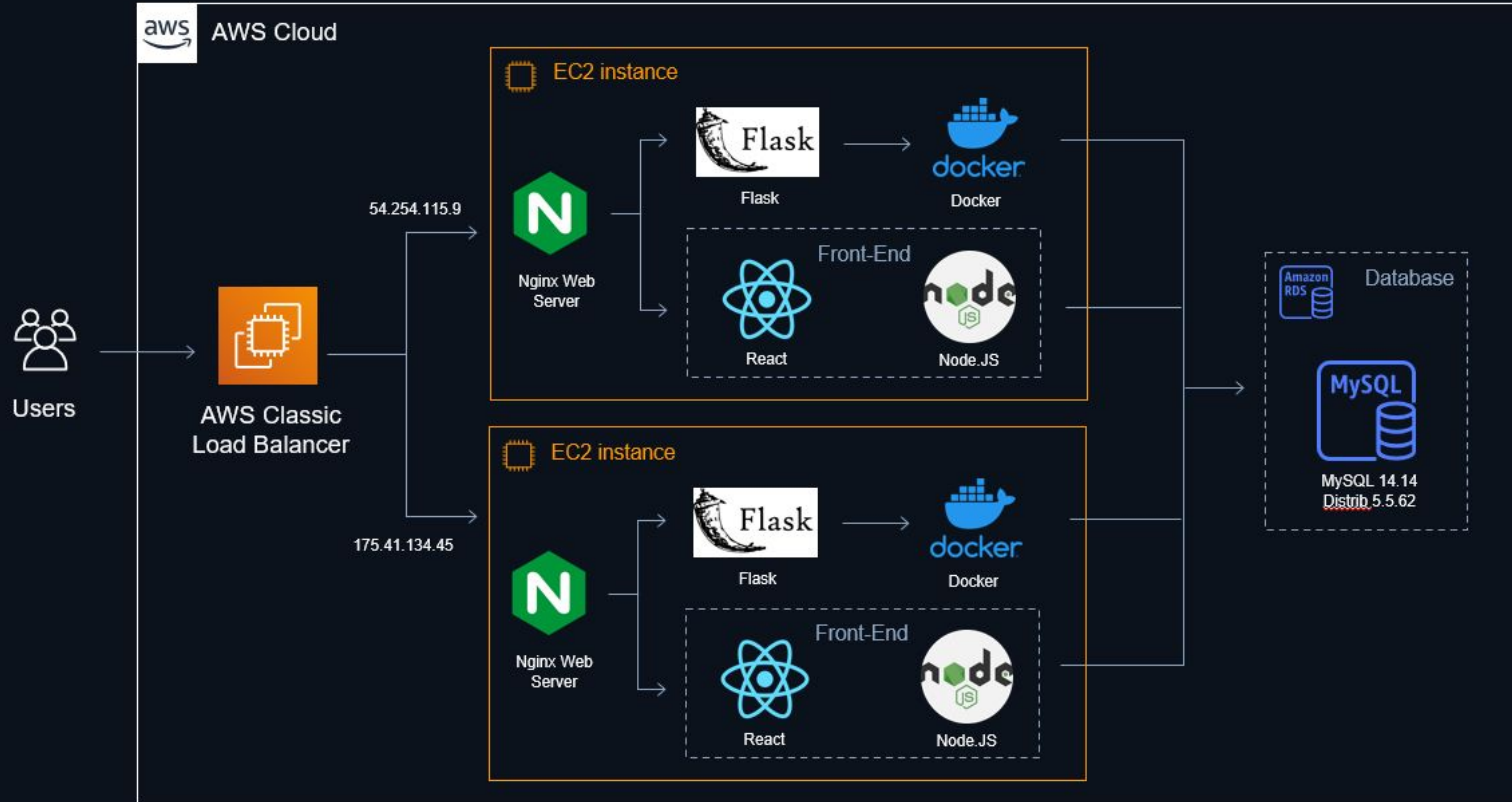 aws
AWS Cloud
EC2 instance
Flask
docker
Flask
Docker
54.254.115.9
N
Nginx Web
Server
Front-End
node
JS
React
Node.JS
Amazon
RDS
Database
MySQL
MySQL 14.14
Distrib 5.5.62
Users
AWS Classic
Load Balancer
EC2 instance
Flask
docker
Flask
Docker
175.41.134.45
N
Nginx Web
Server
Front-End
node
JS
React
Node.JS